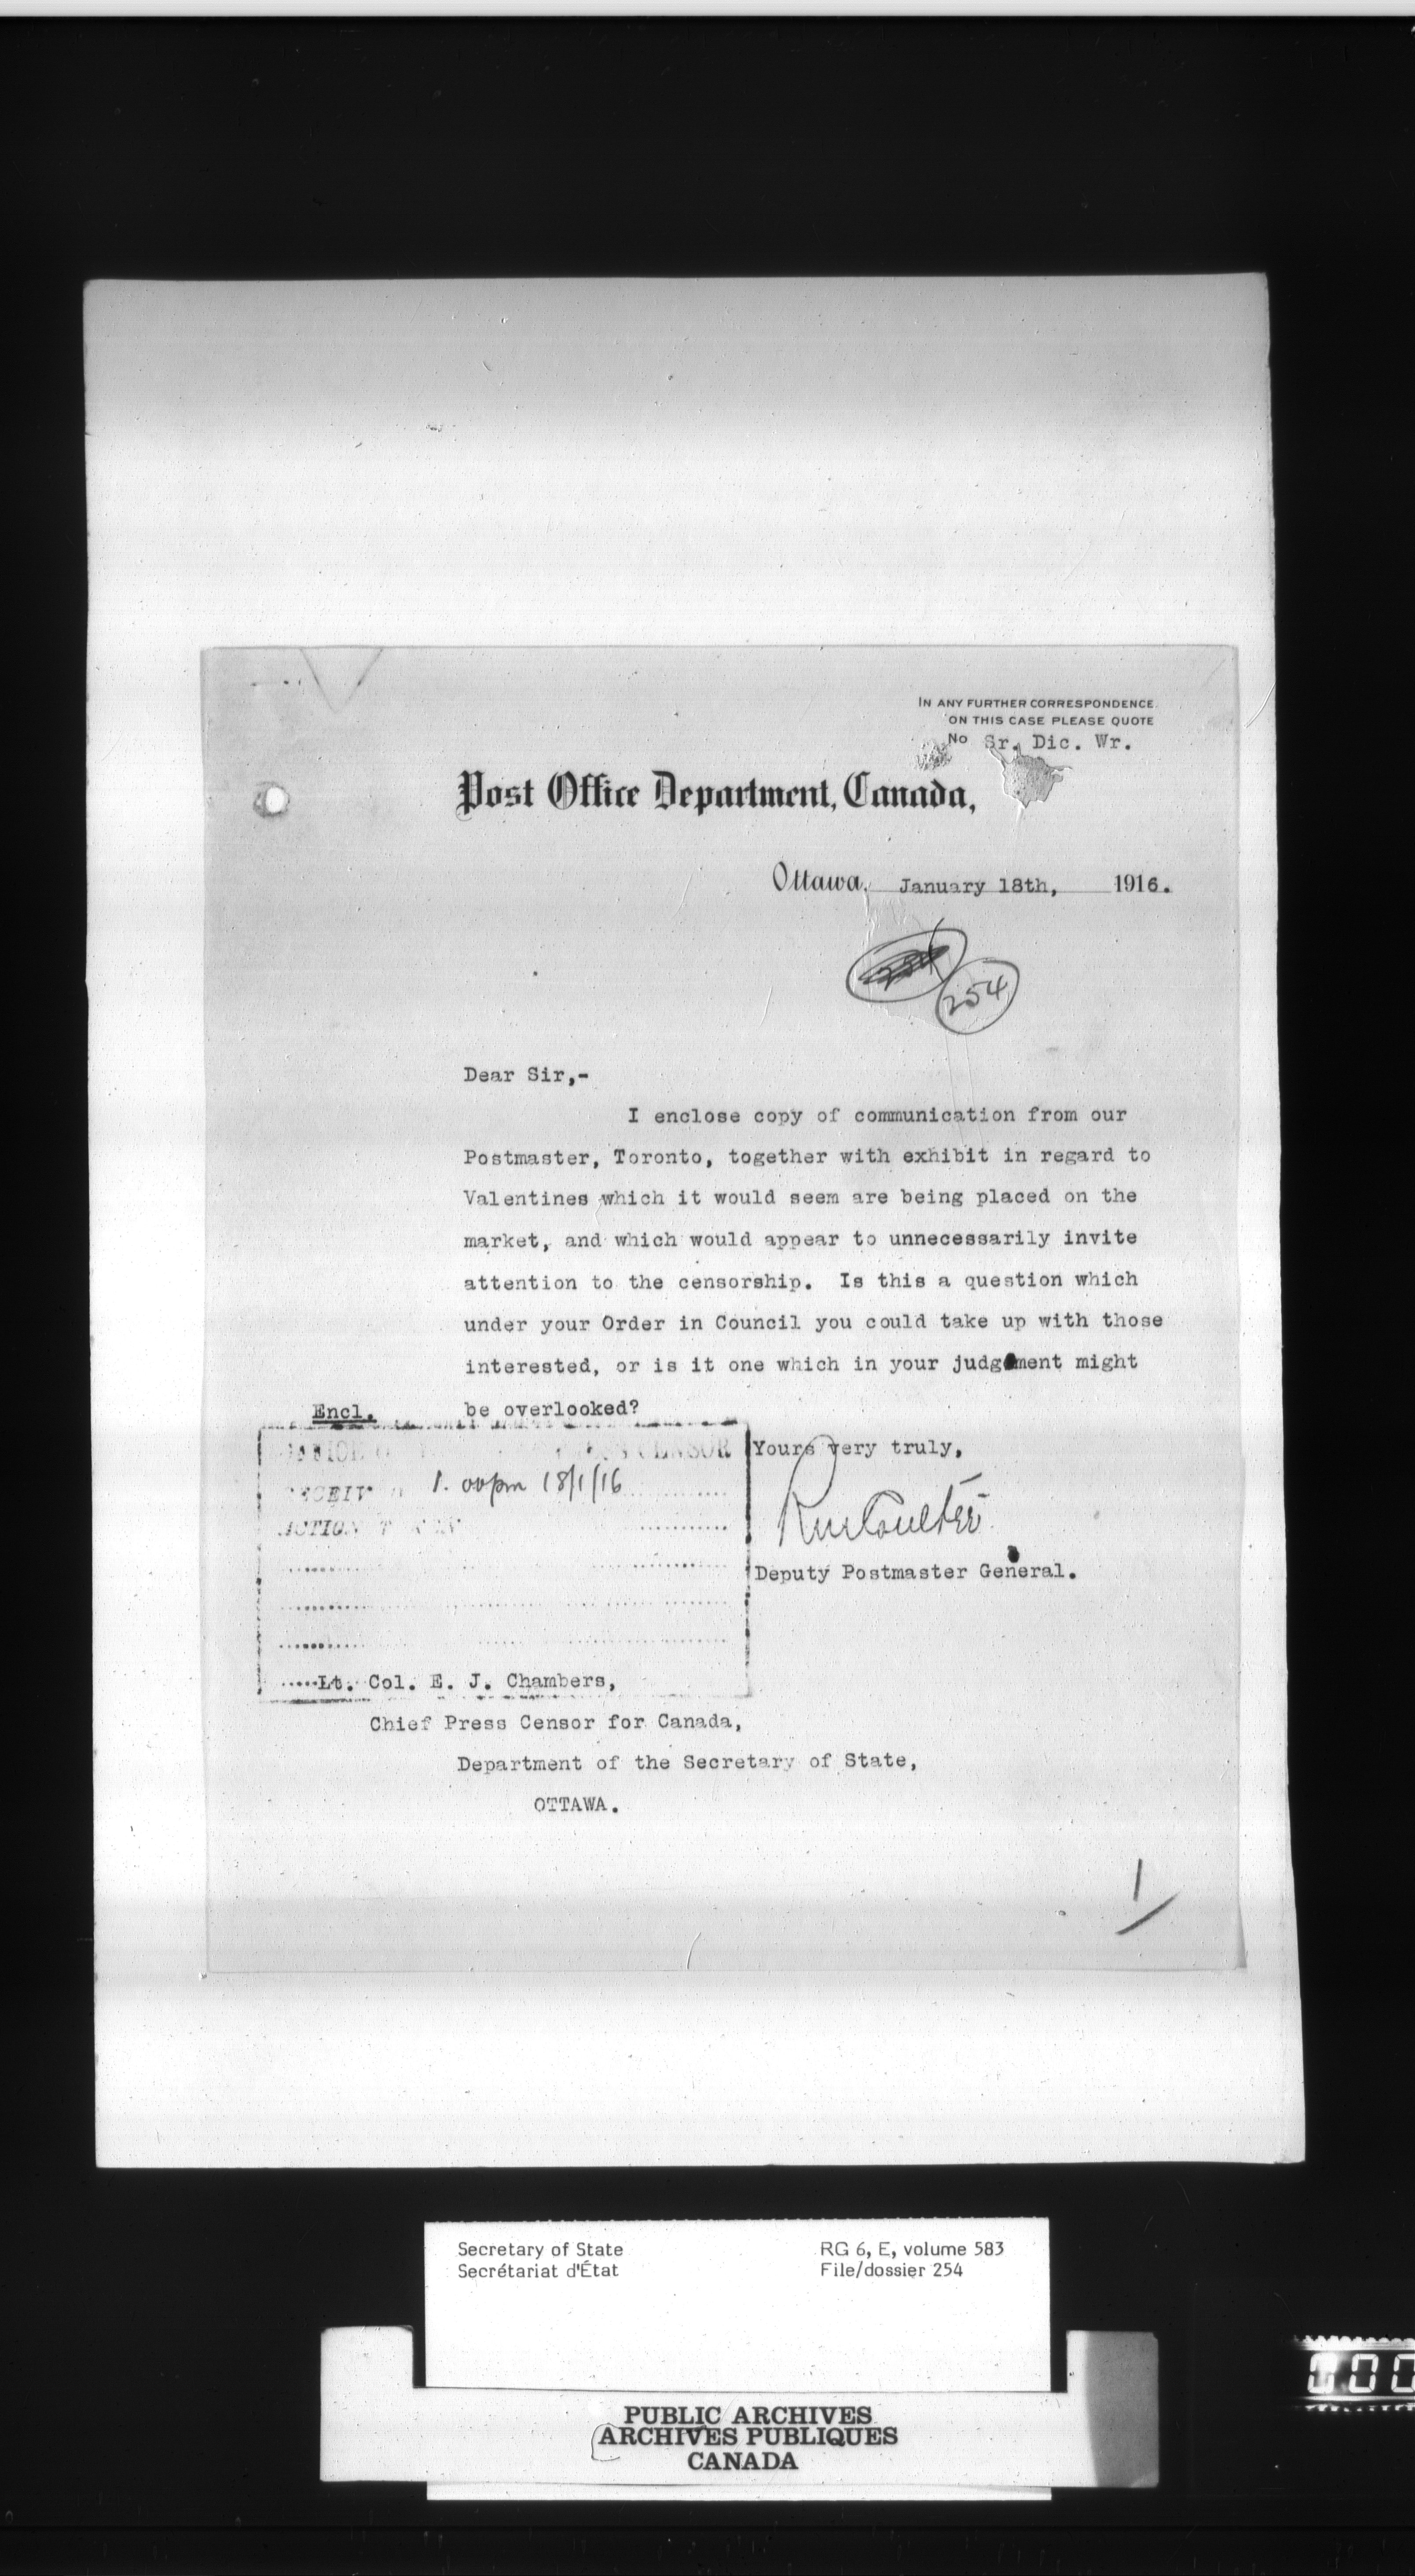 IN ANY FURTHER CORRESPONDENCE
ON THIS CASE PLEASE QUOTE
No Sr. Dic. Wr.
Post Office Department, Canada,
Ottawa, January 18th, 1916.
254
Dear Sir,-
I enclose copy of communication from our
Postmaster, Toronto, together with exhibit in regard to
Valentines which it would seem are being placed on the
market, and which would appear to unnecessarily invite
attention to the censorship. Is this a question which
under your Order in Council you could take up with those
interested, or is it one which in your judgement might
be overlooked?
Encl.
CENSOR
1.00pm 18/1/16
Yours very truly,
RmCoulter
Deputy Postmaster General.
Lt. Col. E. J. Chambers,
Chief Press Censor for Canada,
Department of the Secretary of State,
OTTAWA.
1
Secretary of State
Secrétariat d'État
RG 6, E, volume 583
File/dossier 254
PUBLIC ARCHIVES
ARCHIVES PUBLIQUES
CANADA
000